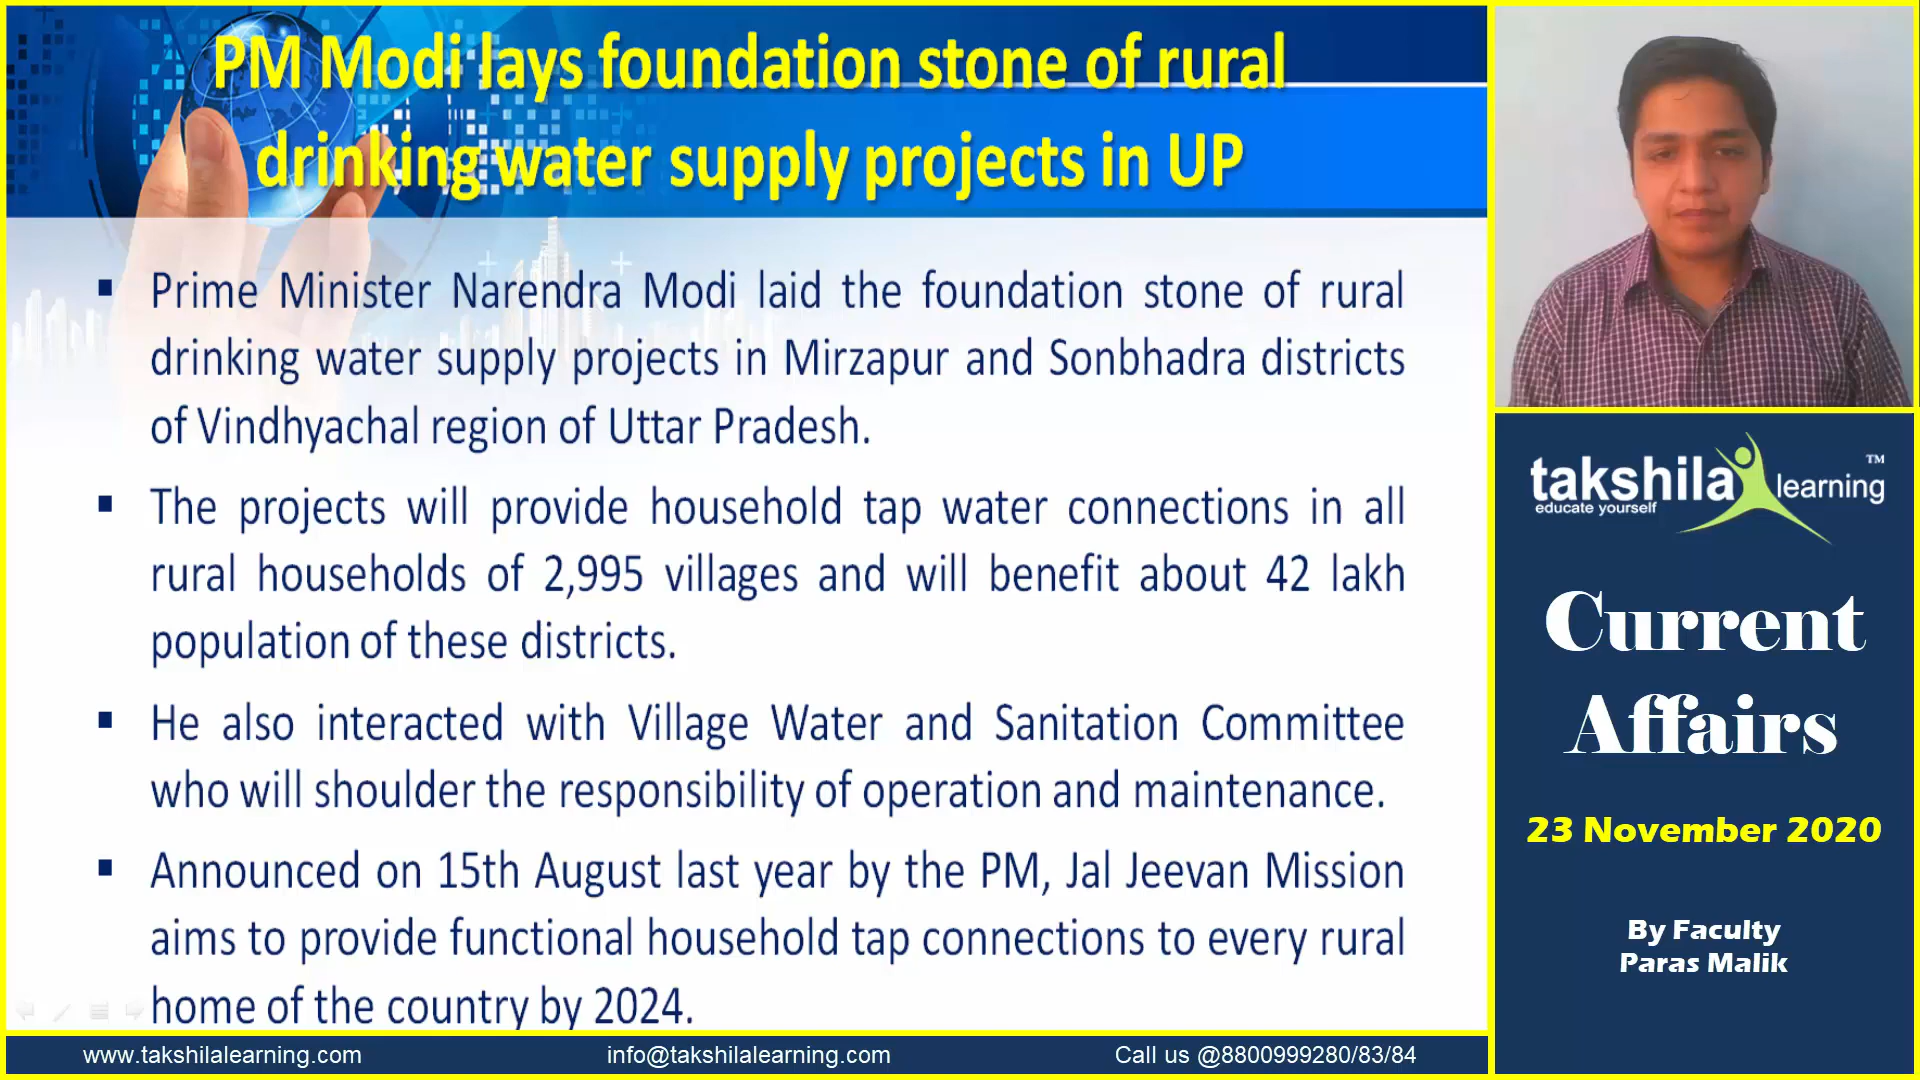 PM Modi lays foundation stone of rural
drinking water supply projects in UP
▪ Prime Minister Narendra Modi laid the foundation stone of rural
drinking water supply projects in Mirzapur and Sonbhadra districts
of Vindhyachal region of Uttar Pradesh.
▪ The projects will provide household tap water connections in all
rural households of 2,995 villages and will benefit about 42 lakh
population of these districts.
▪ He also interacted with Village Water and Sanitation Committee
who will shoulder the responsibility of operation and maintenance.
▪ Announced on 15th August last year by the PM, Jal Jeevan Mission
aims to provide functional household tap connections to every rural
home of the country by 2024.
takshila learning ™
educate yourself
Current
Affairs
23 November 2020
By Faculty
Paras Malik
www.takshilalearning.com
info@takshilalearning.com
Call us @8800999280/83/84